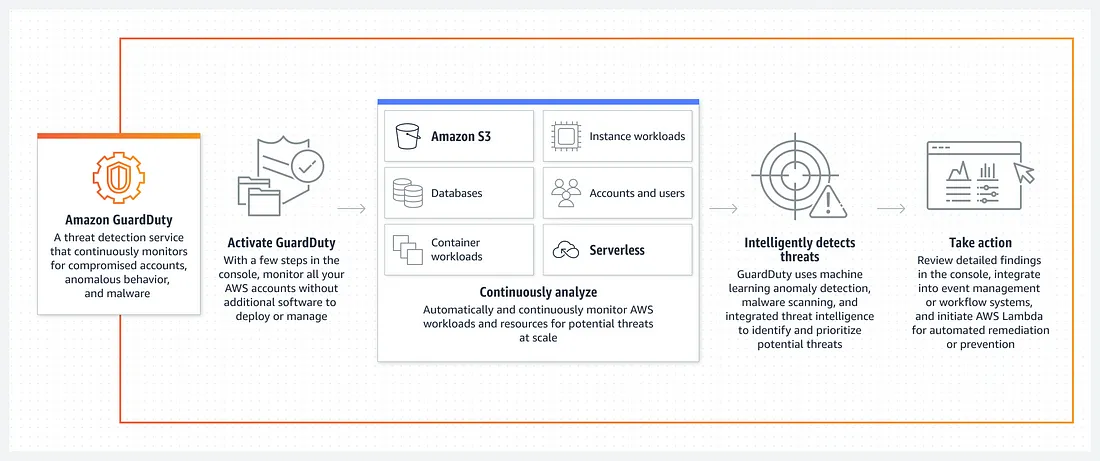 Amazon GuardDuty
A threat detection service
that continuously monitors
for compromised accounts,
anomalous behavior,
and malware
Activate GuardDuty
With a few steps in the
console, monitor all your
AWS accounts without
additional software to
deploy or manage
Amazon S3
Instance workloads
Databases
Accounts and users
Container
workloads
Serverless
Continuously analyze
Automatically and continuously monitor AWS
workloads and resources for potential threats
at scale
Intelligently detects
threats
GuardDuty uses machine
learning anomaly detection,
malware scanning, and
integrated threat intelligence
to identify and prioritize
potential threats
Take action
Review detailed findings
in the console, integrate
into event management
or workflow systems,
and initiate AWS Lambda
for automated remediation
or prevention